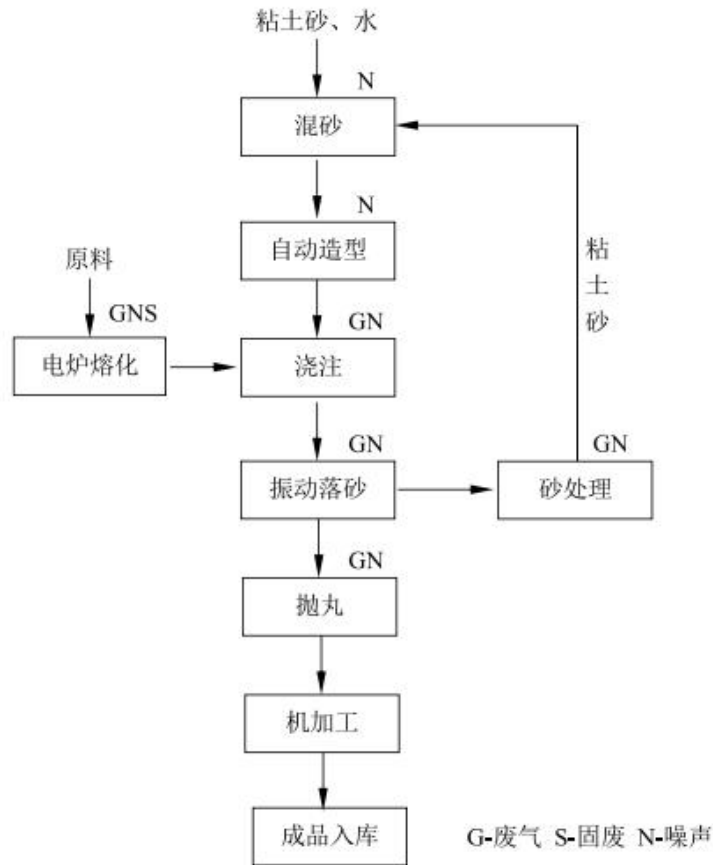 粘土砂、水
N
混砂
N
自动造型
原料
GNS
GN
粘土砂
电炉熔化
浇注
GN
GN
振动落砂
砂处理
GN
抛丸
机加工
成品入库
G-废气 S-固废 N-噪声